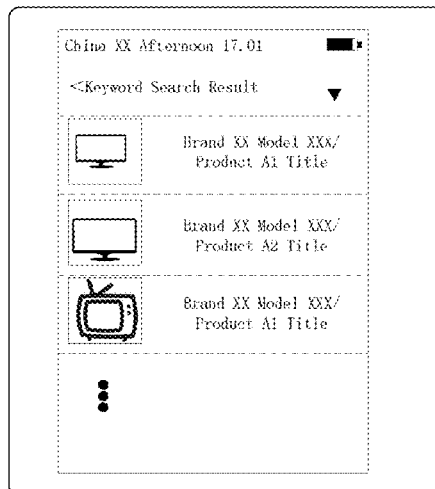 China XX Afternoon 17.01
<Keyword Search Result
Brand XX Model XXX/
Product A1 Title
Brand XX Model XXX/
Product A2 Title
Brand XX Model XXX/
Product A1 Title